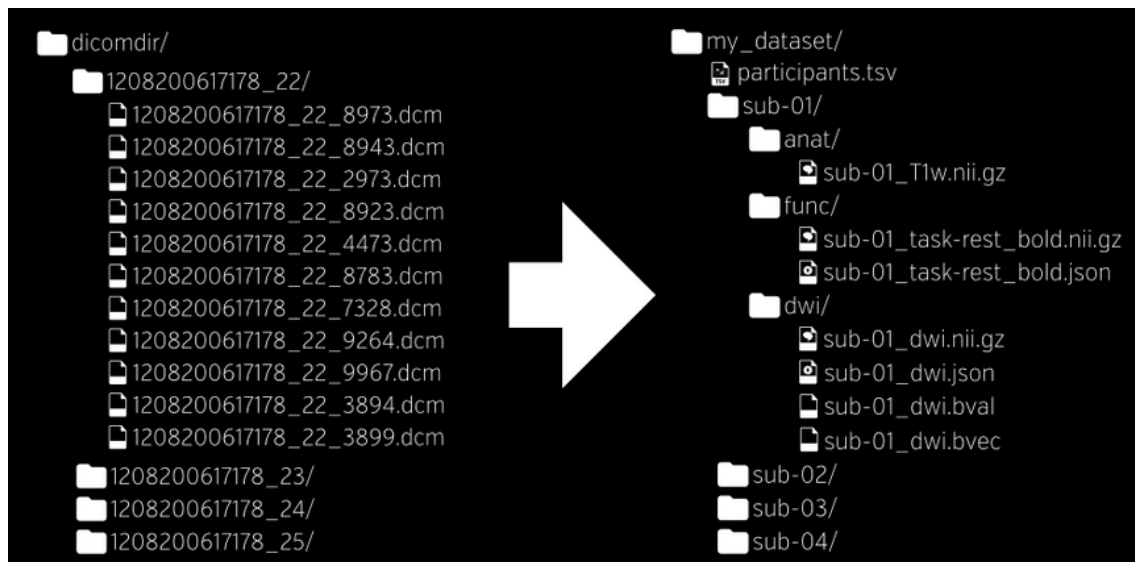 dicomdir/
1208200617178_22/
1208200617178_22_8973.dcm
1208200617178_22_8943.dcm
1208200617178_22_2973.dcm
1208200617178_22_8923.dcm
1208200617178_22_4473.dcm
1208200617178_22_8783.dcm
1208200617178_22_7328.dcm
1208200617178_22_9264.dcm
1208200617178_22_9967.dcm
1208200617178_22_3894.dcm
1208200617178_22_3899.dcm
1208200617178_23/
1208200617178_24/
1208200617178_25/
my_dataset/
TSV
participants.tsv
sub-01/
anat/
sub-01_T1w.nii.gz
func/
sub-01_task-rest_bold.nii.gz
sub-01_task-rest_bold.json
dwi/
sub-01_dwi.nii.gz
sub-01_dwi.json
sub-01_dwi.bval
sub-01_dwi.bvec
sub-02/
sub-03/
sub-04/